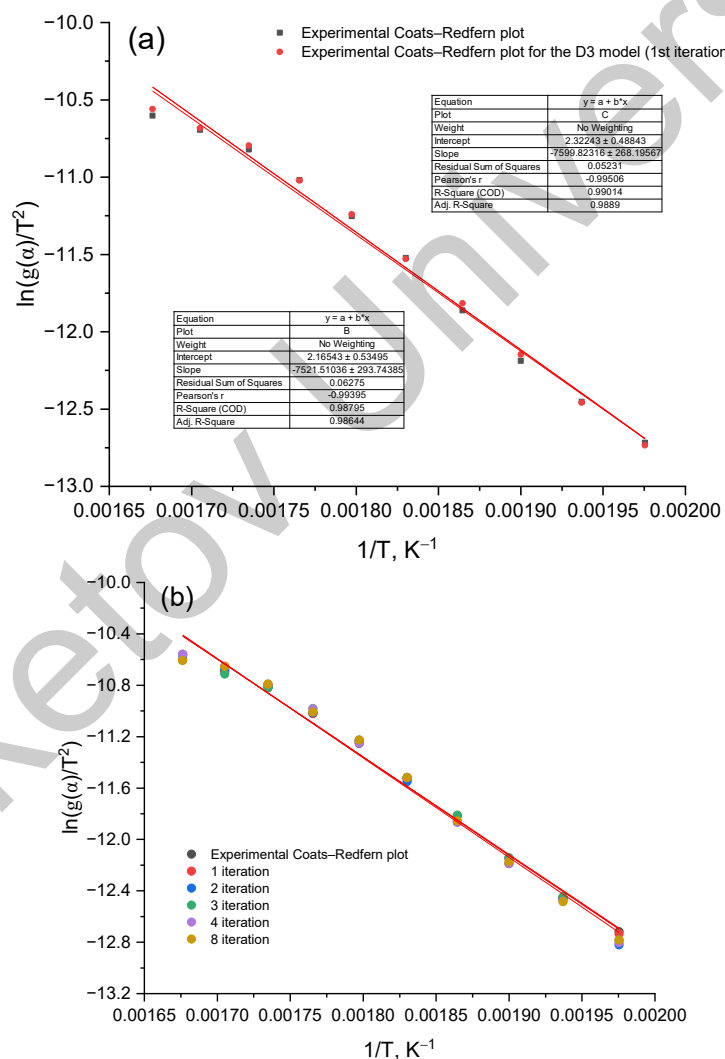 (a)
Experimental Coats–Redfern plot
Experimental Coats–Redfern plot for the D3 model (1st iteration
−10.0
−10.5
−11.0
−11.5
−12.0
−12.5
−13.0
ln(g(α)/T²)
Equation y = a + b*x
Plot C
Weight No Weighting
Intercept 2.32243 ± 0.48843
Slope -7599.82316 ± 268.19567
Residual Sum of Squares 0.05231
Pearson's r -0.99506
R-Square (COD) 0.99014
Adj. R-Square 0.9889
Equation y = a + b*x
Plot B
Weight No Weighting
Intercept 2.16543 ± 0.53495
Slope -7521.51036 ± 293.74385
Residual Sum of Squares 0.06275
Pearson's r -0.99395
R-Square (COD) 0.98795
Adj. R-Square 0.98644
0.00165 0.00170 0.00175 0.00180 0.00185 0.00190 0.00195 0.00200
1/T, K⁻¹
(b)
−10.0
−10.4
−10.8
−11.2
−11.6
−12.0
−12.4
−12.8
−13.2
ln(g(α)/T²)
Experimental Coats–Redfern plot
1 iteration
2 iteration
3 iteration
4 iteration
8 iteration
0.00165 0.00170 0.00175 0.00180 0.00185 0.00190 0.00195 0.00200
1/T, K⁻¹
etov Univers